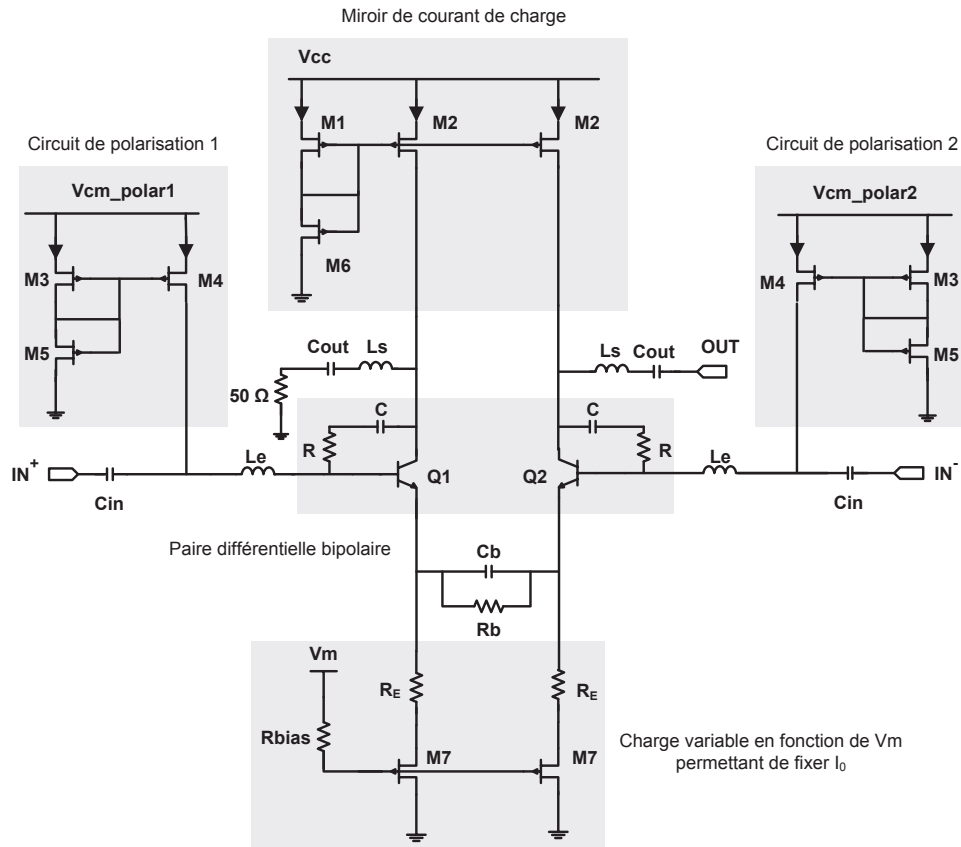 Miroir de courant de charge
Vcc
M1
M2
M2
M6
Circuit de polarisation 1
Vcm_polar1
M3
M4
M5
Circuit de polarisation 2
Vcm_polar2
M4
M3
M5
Cout
Ls
50 Ω
Ls
Cout
OUT
C
R
C
R
IN+
Cin
Le
Q1
Q2
Le
IN-
Cin
Paire différentielle bipolaire
Cb
Rb
Vm
RE
RE
Rbias
M7
M7
Charge variable en fonction de Vm
permettant de fixer I0